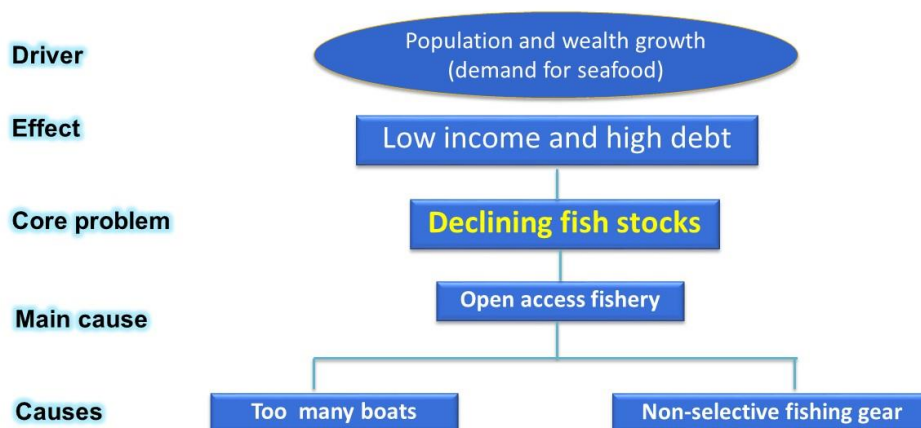 Driver
Population and wealth growth
(demand for seafood)
Effect
Low income and high debt
Core problem
Declining fish stocks
Main cause
Open access fishery
Causes
Too many boats
Non-selective fishing gear